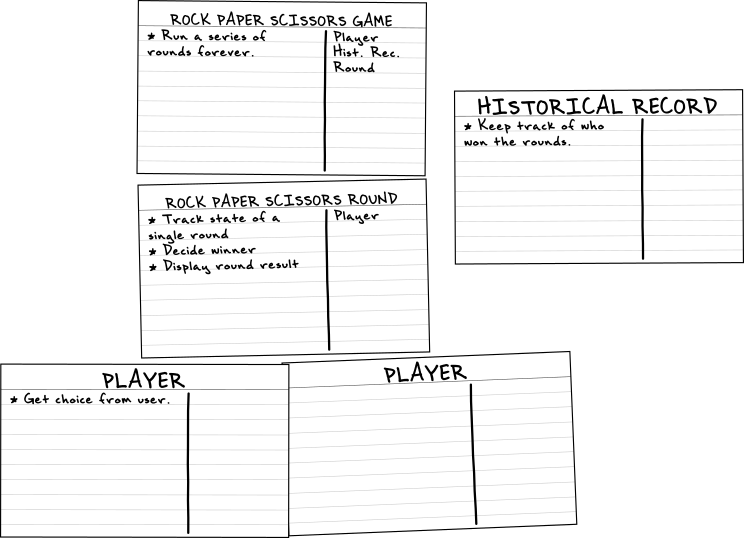 ROCK PAPER SCISSORS GAME
* Run a series of
rounds forever.
Player
Hist. Rec.
Round
HISTORICAL RECORD
* Keep track of who
won the rounds.
ROCK PAPER SCISSORS ROUND
* Track state of a
single round
* Decide winner
* Display round result
Player
PLAYER
* Get choice from user.
PLAYER